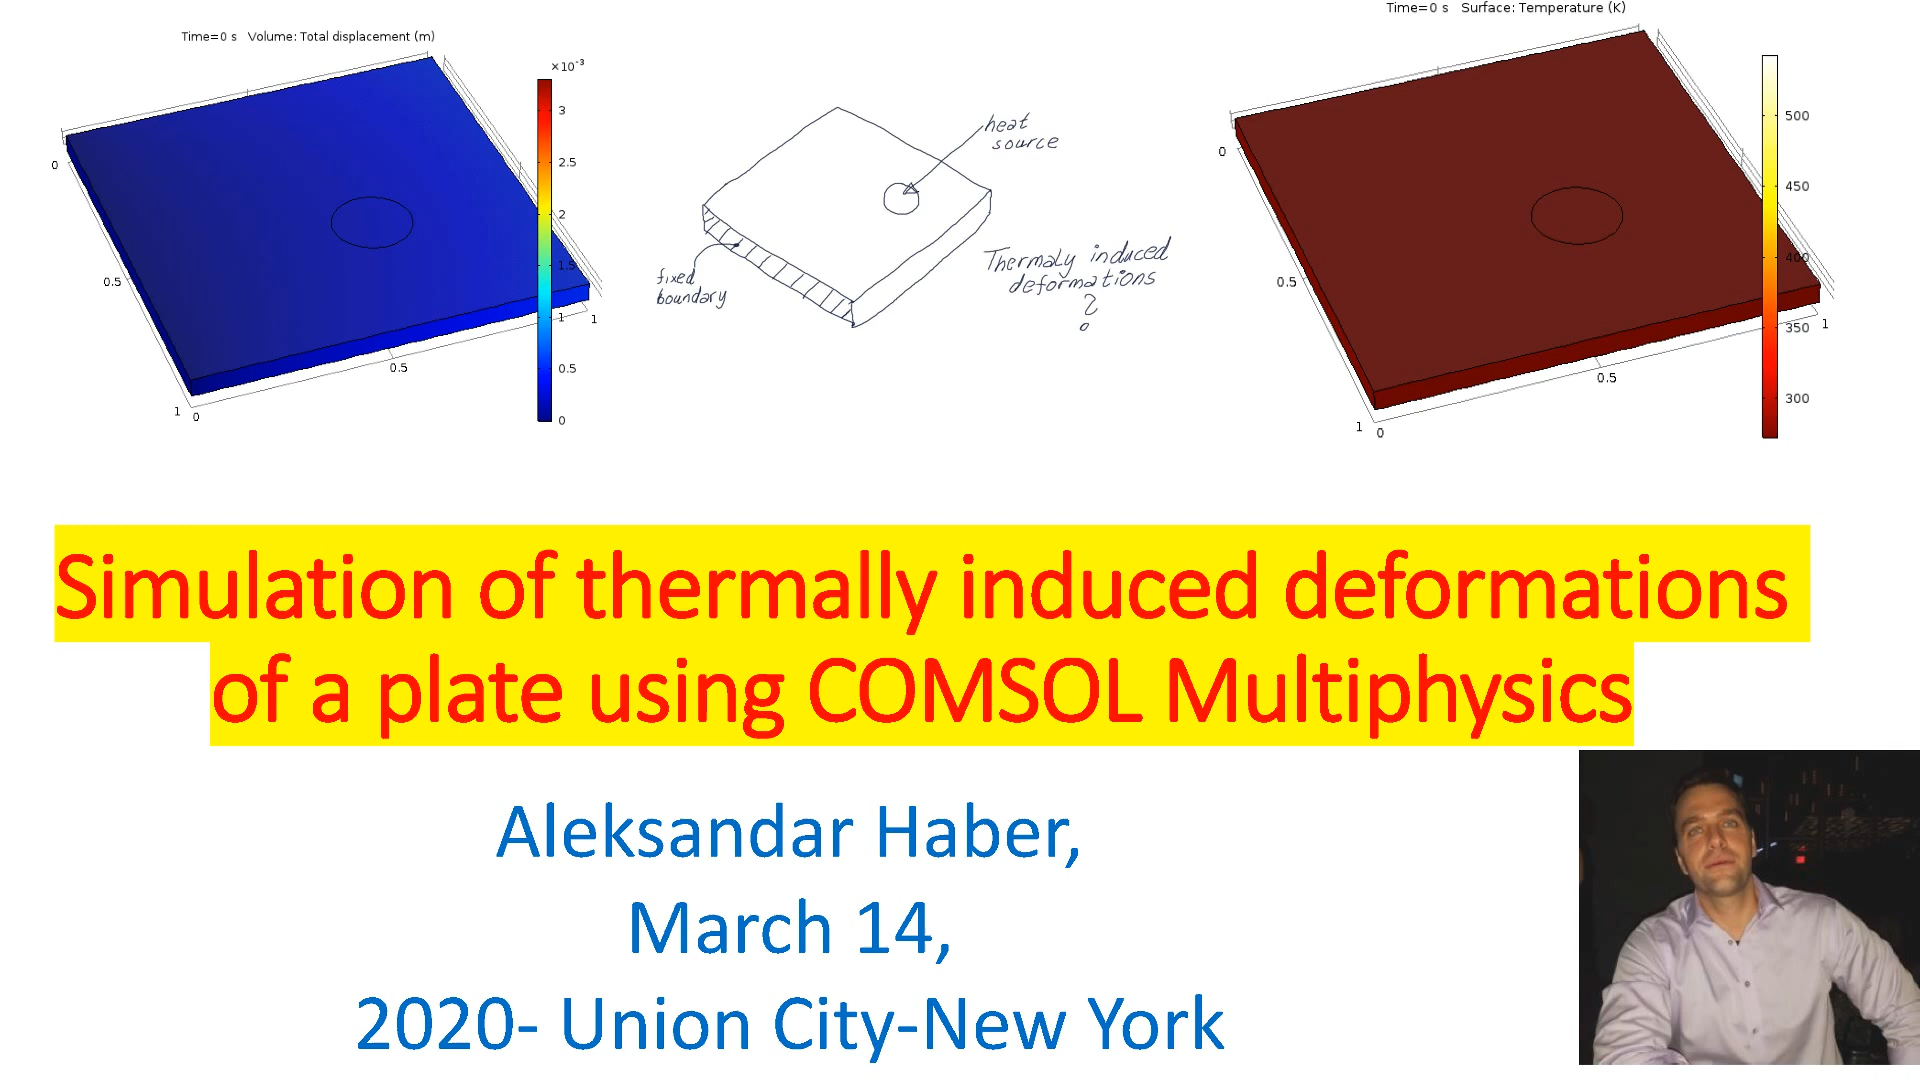 Time=0 s   Volume: Total displacement (m)
×10⁻³
3
2.5
2
1.5
1
0.5
0
0
0.5
1
0
0.5
1
heat
source
fixed
boundary
Thermaly induced
deformations
?
Time=0 s   Surface: Temperature (K)
500
450
400
350
300
0
0.5
1
0
0.5
1
Simulation of thermally induced deformations
of a plate using COMSOL Multiphysics
Aleksandar Haber,
March 14,
2020- Union City-New York